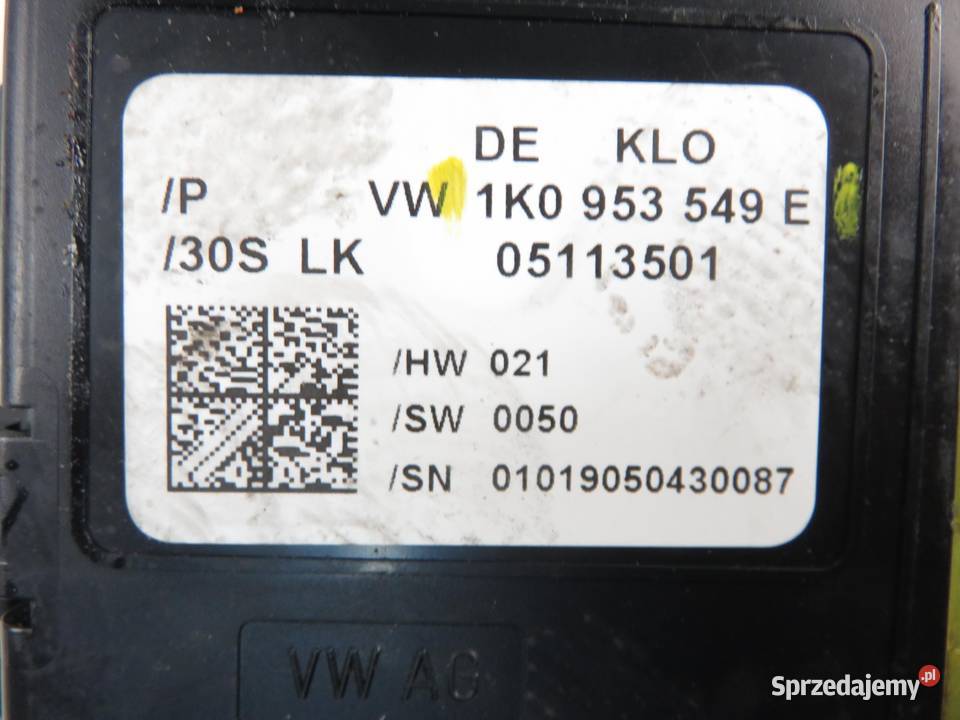 DE KLO
/P VW 1K0 953 549 E
/30S LK 05113501
/HW 021
/SW 0050
/SN 01019050430087
VW AG
Sprzedajemy.pl